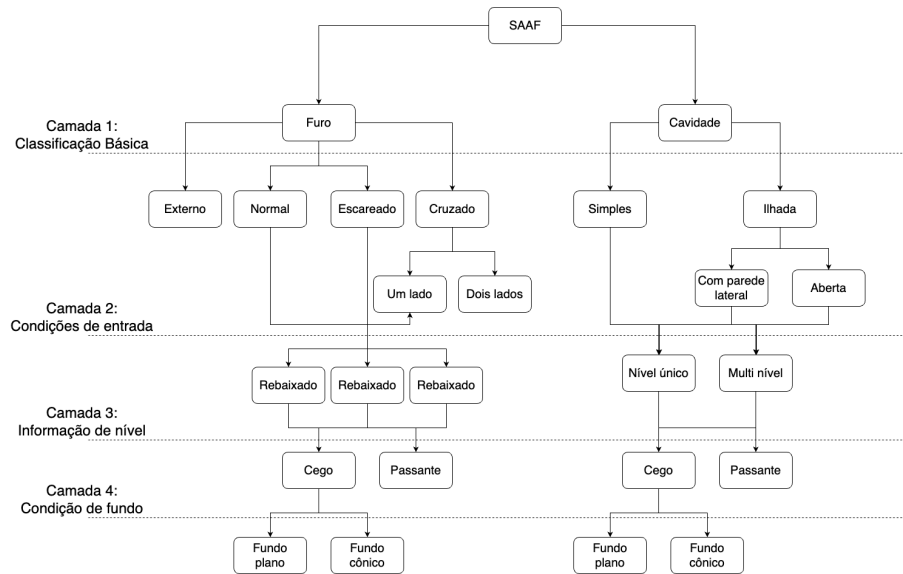 SAAF
Camada 1:
Classificação Básica
Furo
Cavidade
Externo
Normal
Escareado
Cruzado
Simples
Ilhada
Um lado
Dois lados
Com parede
lateral
Aberta
Camada 2:
Condições de entrada
Rebaixado
Rebaixado
Rebaixado
Nível único
Multi nível
Camada 3:
Informação de nível
Cego
Passante
Cego
Passante
Camada 4:
Condição de fundo
Fundo
plano
Fundo
cônico
Fundo
plano
Fundo
cônico